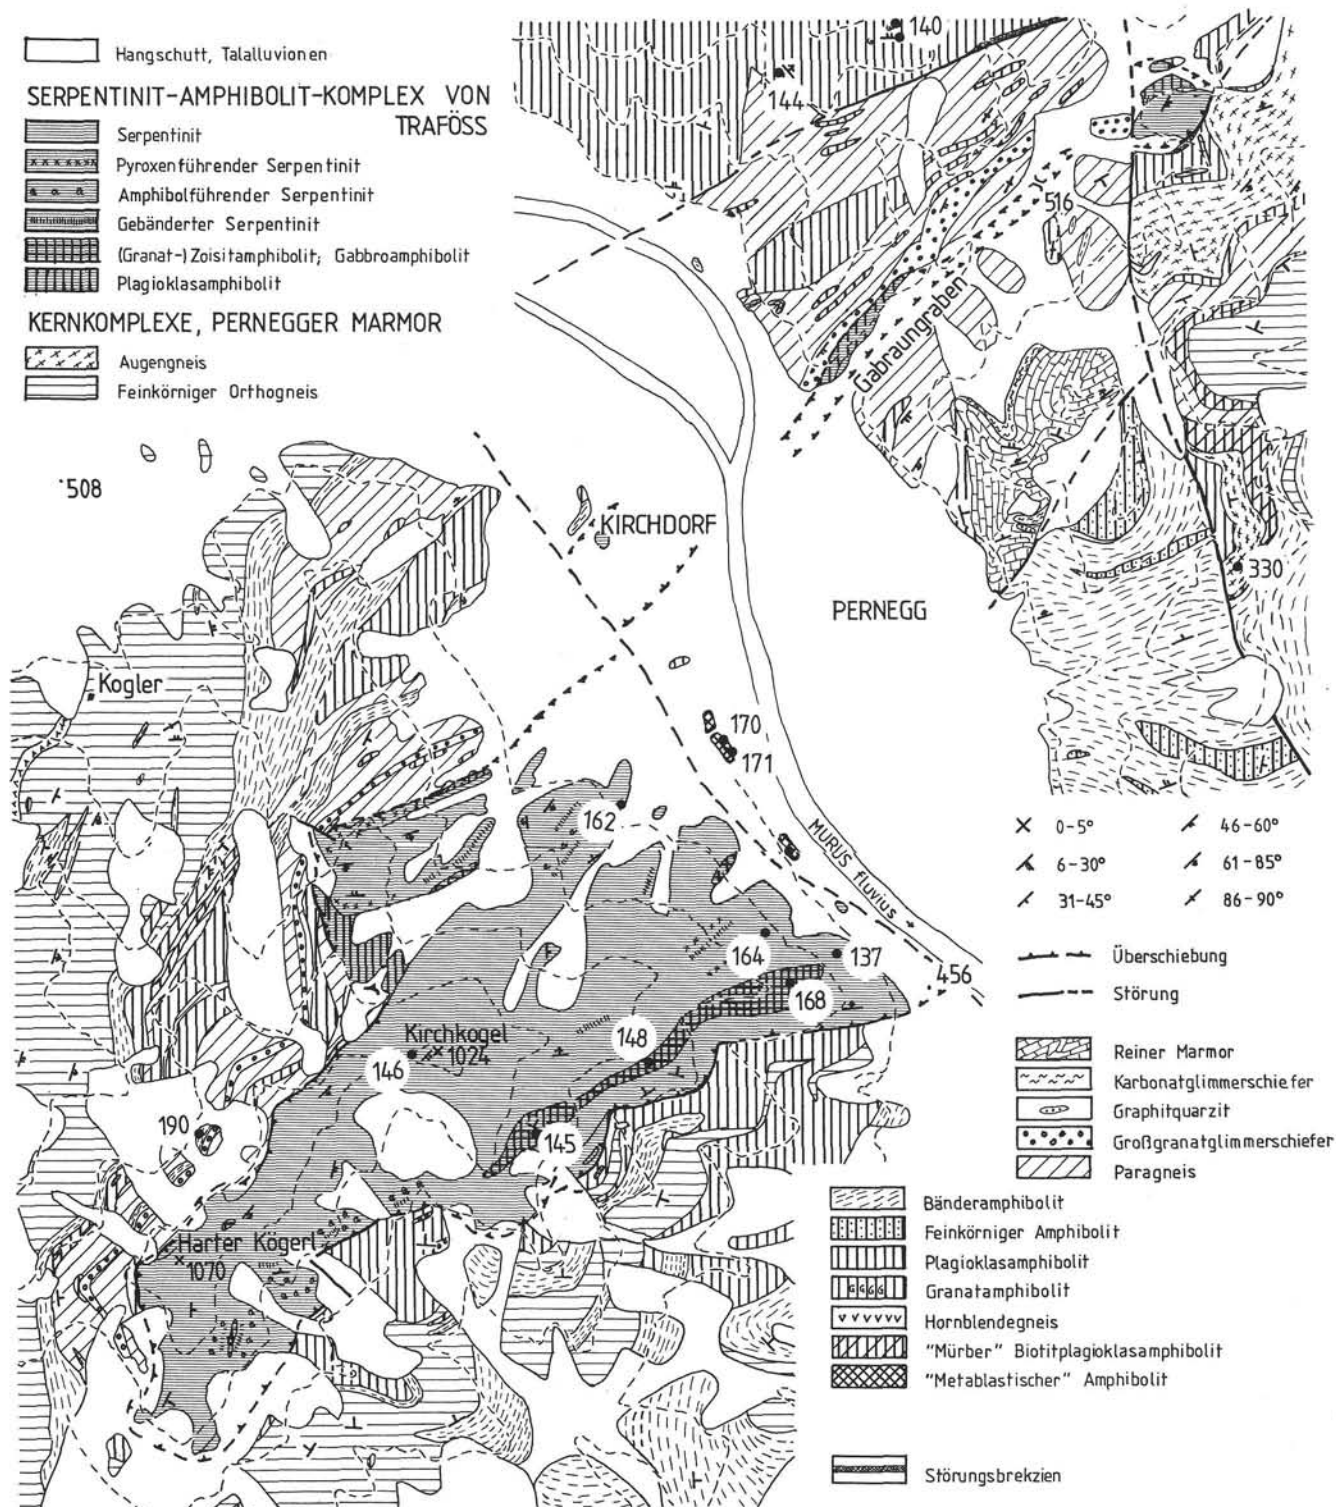 Hangschutt, Talalluvionen
SERPENTINIT-AMPHIBOLIT-KOMPLEX VON
TRAFÖSS
Serpentinit
Pyroxenführender Serpentinit
Amphibolführender Serpentinit
Gebänderter Serpentinit
(Granat-) Zoisitamphibolit; Gabbroamphibolit
Plagioklasamphibolit
KERNKOMPLEXE, PERNEGGER MARMOR
Augengneis
Feinkörniger Orthogneis
140
144
516
Gabraungraben
508
KIRCHDORF
330
PERNEGG
Kogler
170
171
162
MURUS fluvius
164
137
456
168
148
Kirchkogel
1024
146
190
145
Harter Kögerl
1070
0-5°
46-60°
6-30°
61-85°
31-45°
86-90°
Überschiebung
Störung
Reiner Marmor
Karbonatglimmerschiefer
Graphitquarzit
Großgranatglimmerschiefer
Paragneis
Bänderamphibolit
Feinkörniger Amphibolit
Plagioklasamphibolit
Granatamphibolit
Hornblendegneis
"Mürber" Biotitplagioklasamphibolit
"Metablastischer" Amphibolit
Störungsbrekzien